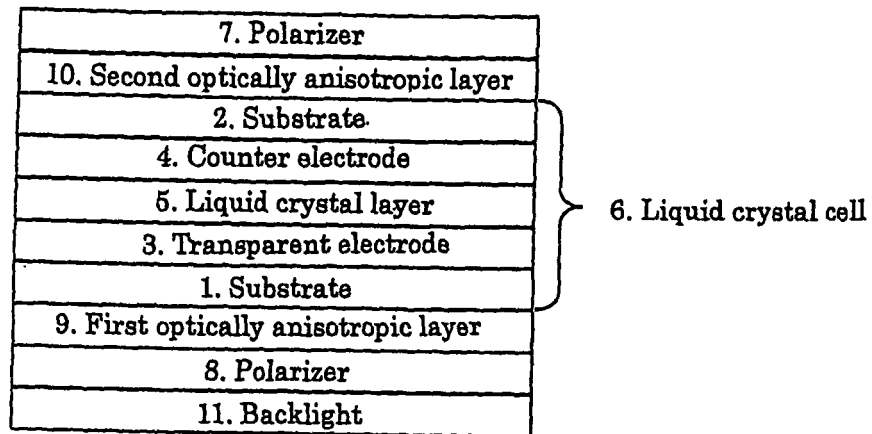 7. Polarizer
10. Second optically anisotropic layer
2. Substrate
4. Counter electrode
5. Liquid crystal layer
3. Transparent electrode
1. Substrate
9. First optically anisotropic layer
8. Polarizer
11. Backlight
6. Liquid crystal cell